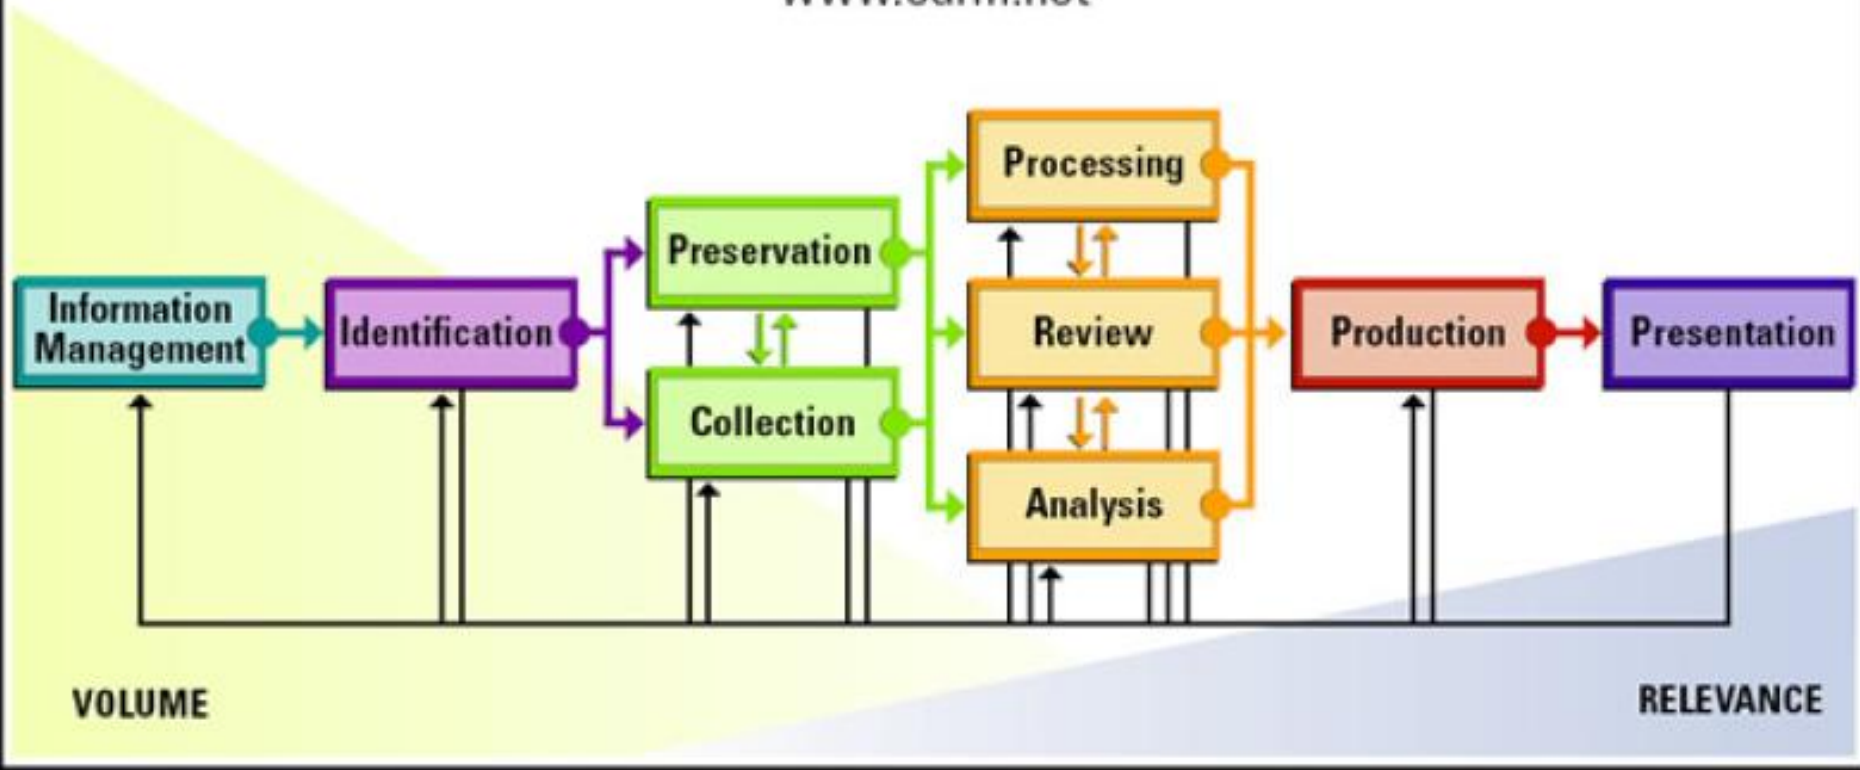 Processing
Preservation
Information
Management
Identification
Review
Production
Presentation
Collection
Analysis
VOLUME
RELEVANCE